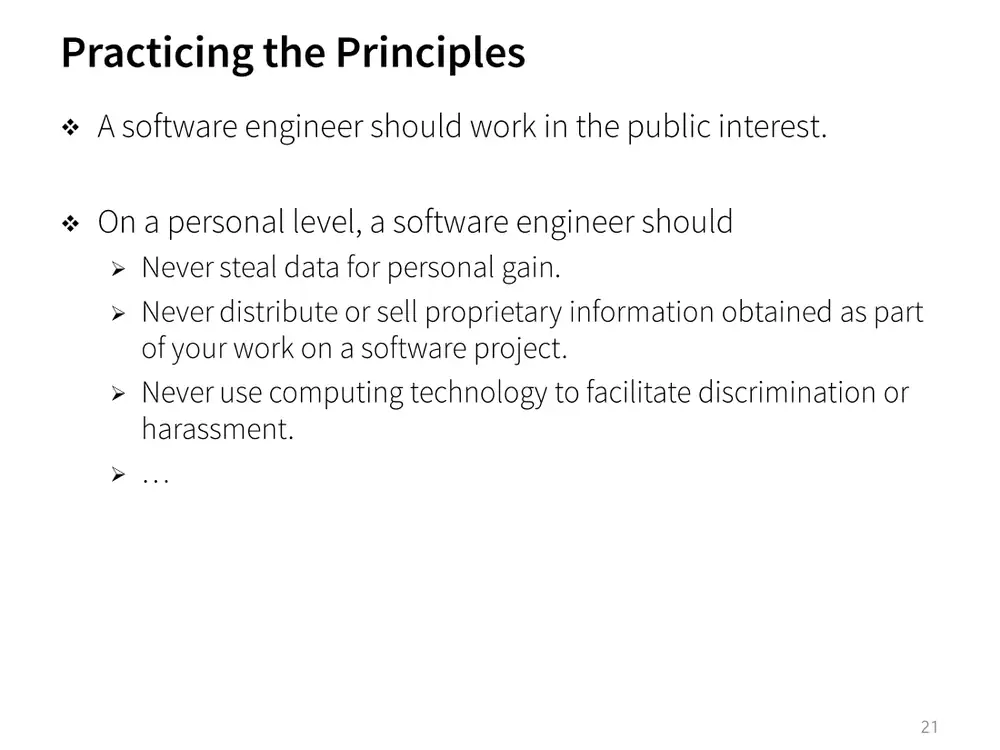 Practicing the Principles
❖ A software engineer should work in the public interest.
❖ On a personal level, a software engineer should
➢ Never steal data for personal gain.
➢ Never distribute or sell proprietary information obtained as part
of your work on a software project.
➢ Never use computing technology to facilitate discrimination or
harassment.
➢ …
21